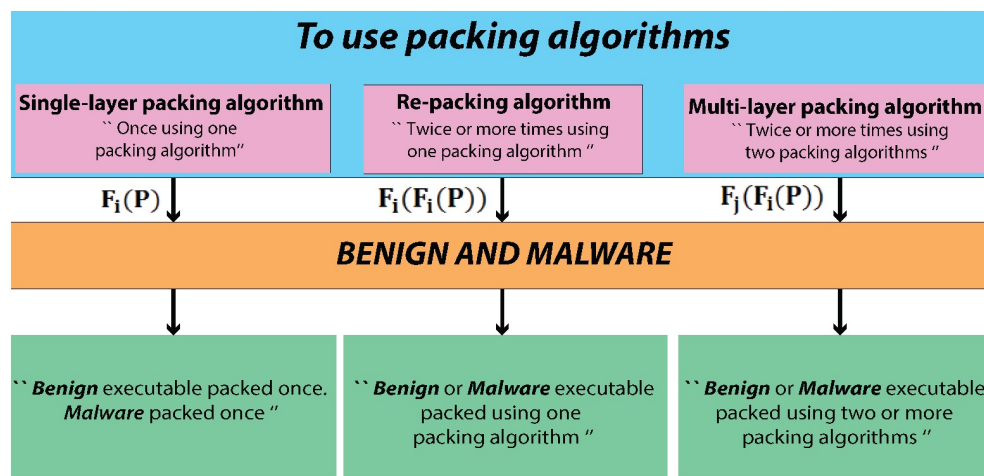 To use packing algorithms
Single-layer packing algorithm
`` Once using one
packing algorithm”
Re-packing algorithm
`` Twice or more times using
one packing algorithm ”
Multi-layer packing algorithm
`` Twice or more times using
two packing algorithms ”
Fi(P)
Fi(Fi(P))
Fj(Fi(P))
BENIGN AND MALWARE
`` Benign executable packed once.
Malware packed once ”
`` Benign or Malware executable
packed using one
packing algorithm ”
`` Benign or Malware executable
packed using two or more
packing algorithms ”